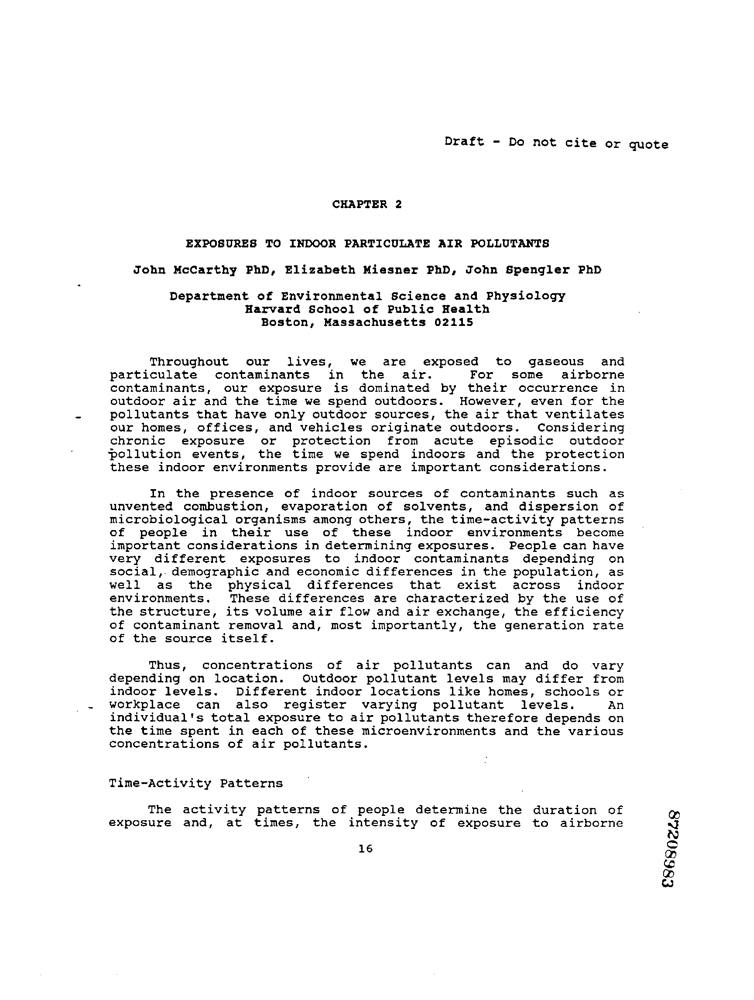 Draft - Do not cite or quote
CHAPTER 2
EXPOSURES TO INDOOR PARTICULATE AIR POLLUTANTS
John McCarthy PhD, Elizabeth Miesner PhD, John Spengler PhD
Department of Environmental Science and Physiology
Harvard School of Public Health
Boston, Massachusetts 02115
Throughout our lives, we are exposed to gaseous and
particulate contaminants in the air. For some airborne
contaminants, our exposure is dominated by their occurrence in
outdoor air and the time we spend outdoors. However, even for the
pollutants that have only outdoor sources, the air that ventilates
our homes, offices, and vehicles originate outdoors. Considering
chronic exposure or protection from acute episodic outdoor
pollution events, the time we spend indoors and the protection
these indoor environments provide are important considerations.
In the presence of indoor sources of contaminants such as
unvented combustion, evaporation of solvents, and dispersion of
microbiological organisms among others, the time-activity patterns
of people in their use of these indoor environments become
important considerations in determining exposures. People can have
very different exposures to indoor contaminants depending on
social, demographic and economic differences in the population, as
well as the physical differences that exist across indoor
environments. These differences are characterized by the use of
the structure, its volume air flow and air exchange, the efficiency
of contaminant removal and, most importantly, the generation rate
of the source itself.
Thus, concentrations of air pollutants can and do vary
depending on location. Outdoor pollutant levels may differ from
indoor levels. Different indoor locations like homes, schools or
workplace can also register varying pollutant levels. An
individual's total exposure to air pollutants therefore depends on
the time spent in each of these microenvironments and the various
concentrations of air pollutants.
Time-Activity Patterns
The activity patterns of people determine the duration of
exposure and, at times, the intensity of exposure to airborne
16
87208983